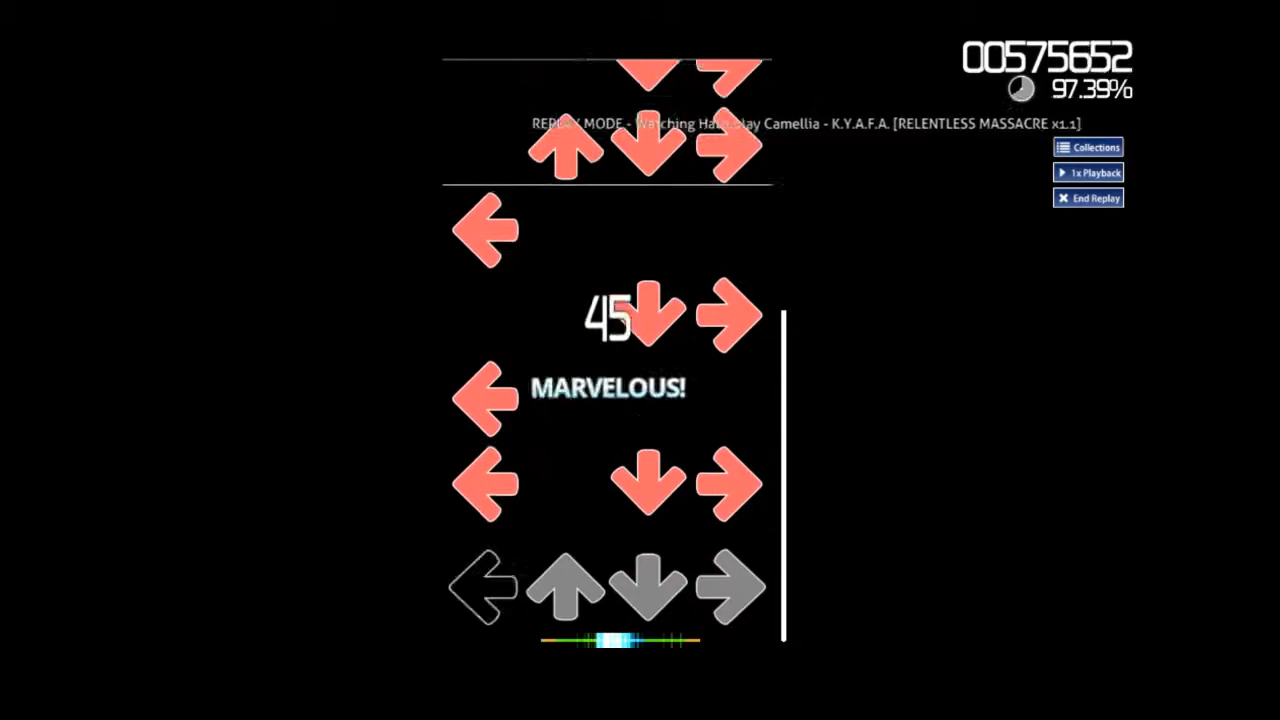 00575652
97.39%
REPLAY MODE - Watching Halo play Camellia - K.Y.A.F.A. [RELENTLESS MASSACRE x1.1]
Collections
1x Playback
End Replay
45
MARVELOUS!